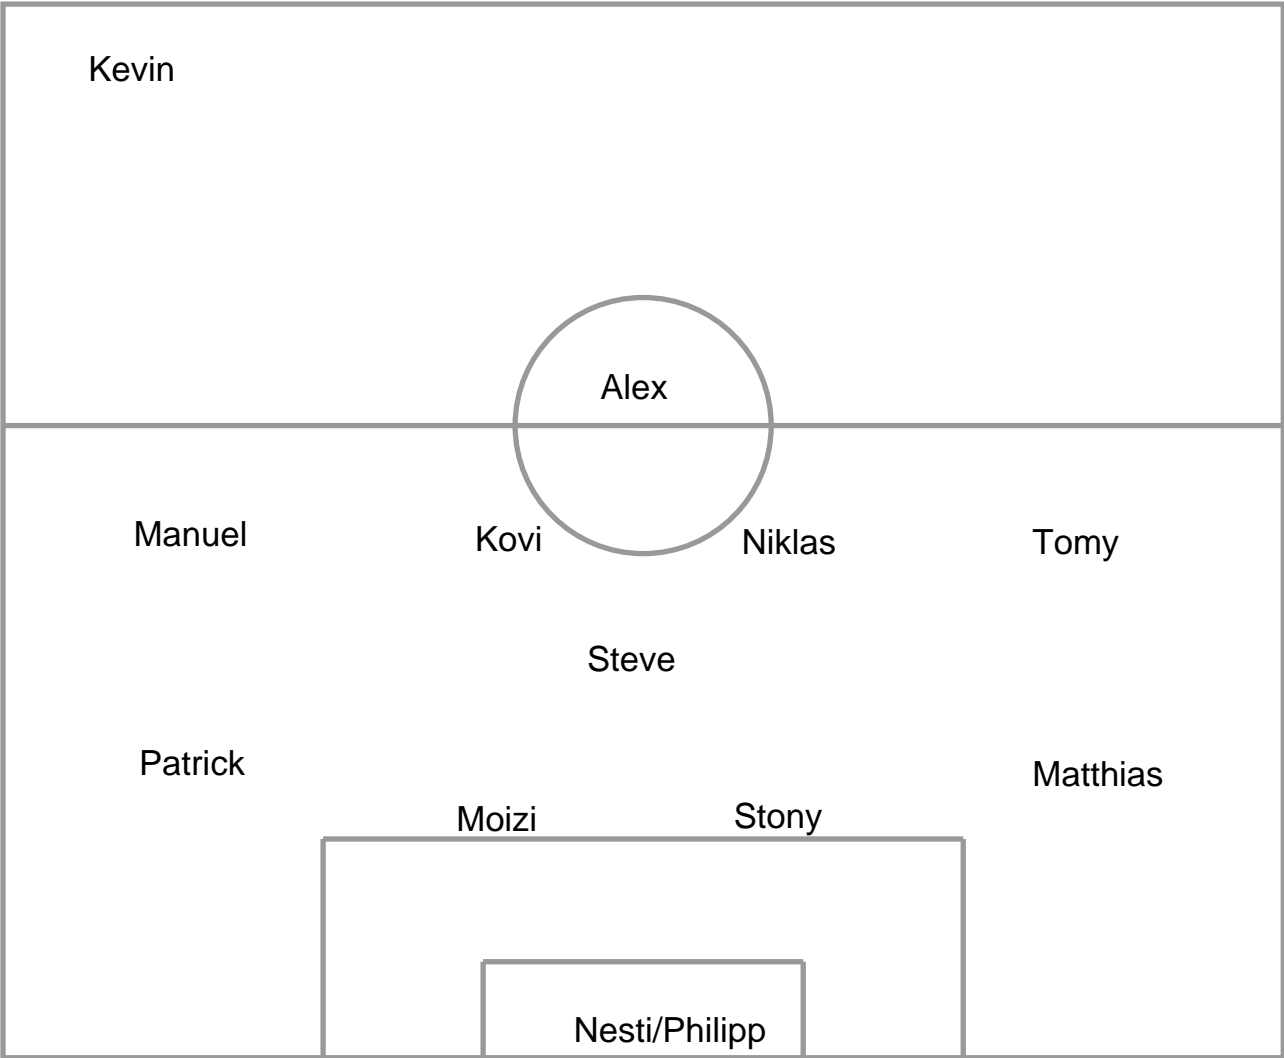 Kevin
Alex
Manuel
Kovi
Niklas
Tomy
Steve
Patrick
Matthias
Moizi
Stony
Nesti/Philipp